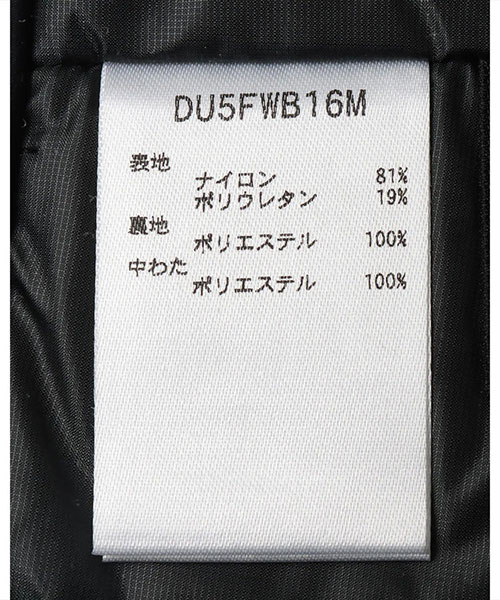 DU5FWB16M
表地
ナイロン 81%
ポリウレタン 19%
裏地
ポリエステル 100%
中わた
ポリエステル 100%